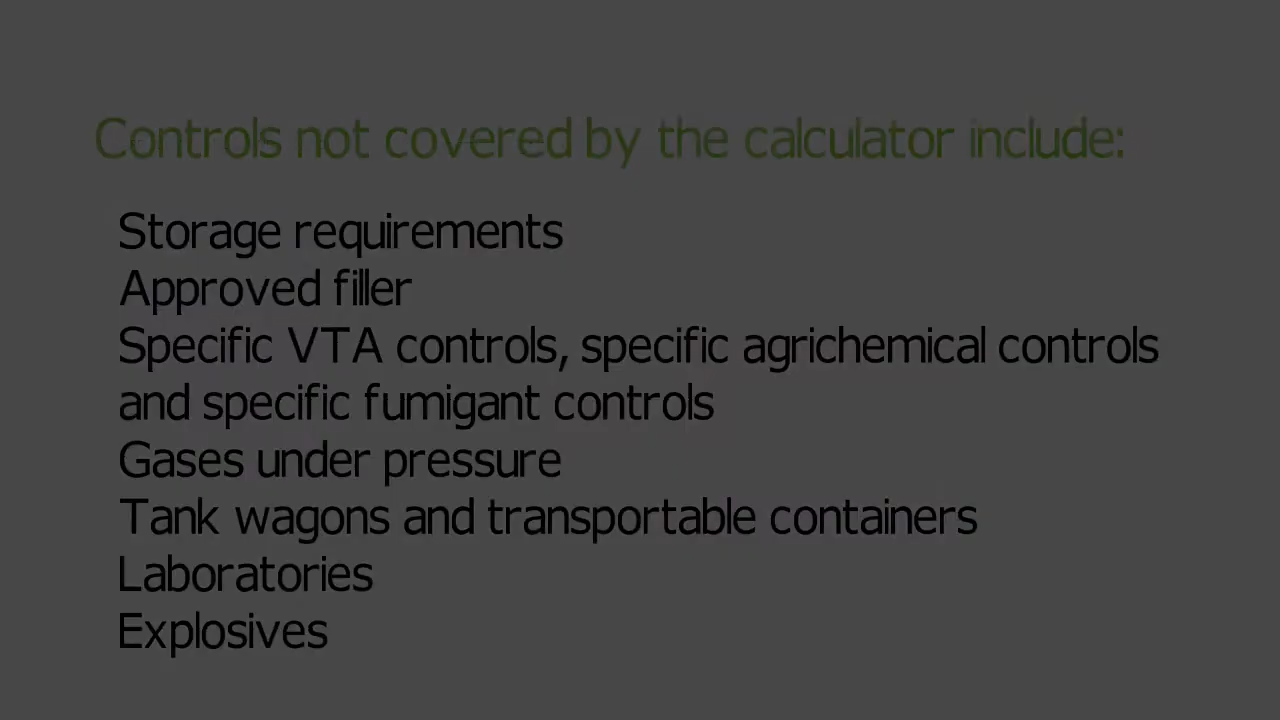 Controls not covered by the calculator include:
Storage requirements
Approved filler
Specific VTA controls, specific agrichemical controls
and specific fumigant controls
Gases under pressure
Tank wagons and transportable containers
Laboratories
Explosives